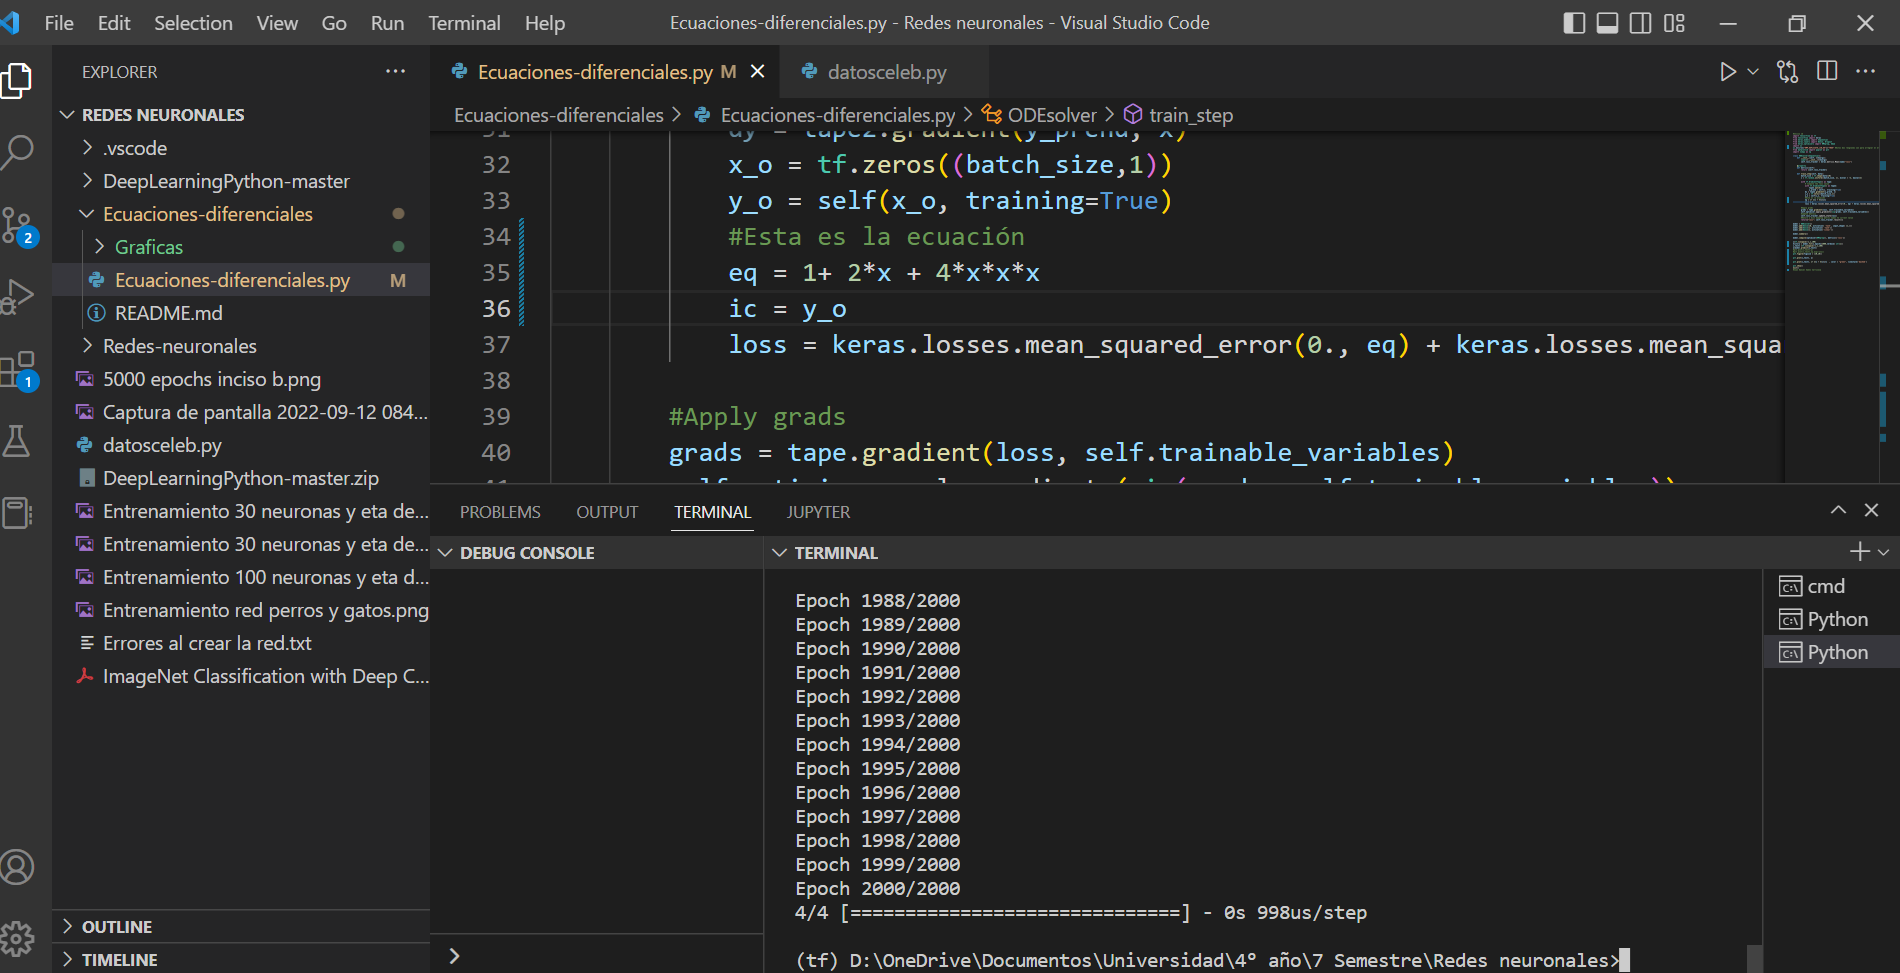 File Edit Selection View Go Run Terminal Help Ecuaciones-diferenciales.py - Redes neuronales - Visual Studio Code
EXPLORER
Ecuaciones-diferenciales.py M
datosceleb.py
Ecuaciones-diferenciales > Ecuaciones-diferenciales.py > ODEsolver > train_step
REDES NEURONALES
.vscode
DeepLearningPython-master
Ecuaciones-diferenciales
Graficas
Ecuaciones-diferenciales.py M
README.md
Redes-neuronales
5000 epochs inciso b.png
Captura de pantalla 2022-09-12 084...
datosceleb.py
DeepLearningPython-master.zip
Entrenamiento 30 neuronas y eta de...
Entrenamiento 30 neuronas y eta de...
Entrenamiento 100 neuronas y eta d...
Entrenamiento red perros y gatos.png
Errores al crear la red.txt
ImageNet Classification with Deep C...
OUTLINE
TIMELINE
2
1
32 x_o = tf.zeros((batch_size,1))
33 y_o = self(x_o, training=True)
34 #Esta es la ecuación
35 eq = 1+ 2*x + 4*x*x*x
36 ic = y_o
37 loss = keras.losses.mean_squared_error(0., eq) + keras.losses.mean_squa
38
39 #Apply grads
40 grads = tape.gradient(loss, self.trainable_variables)
PROBLEMS OUTPUT TERMINAL JUPYTER
DEBUG CONSOLE
TERMINAL
Epoch 1988/2000
Epoch 1989/2000
Epoch 1990/2000
Epoch 1991/2000
Epoch 1992/2000
Epoch 1993/2000
Epoch 1994/2000
Epoch 1995/2000
Epoch 1996/2000
Epoch 1997/2000
Epoch 1998/2000
Epoch 1999/2000
Epoch 2000/2000
4/4 [==============================] - 0s 998us/step
(tf) D:\OneDrive\Documentos\Universidad\4° año\7 Semestre\Redes neuronales>
cmd
Python
Python